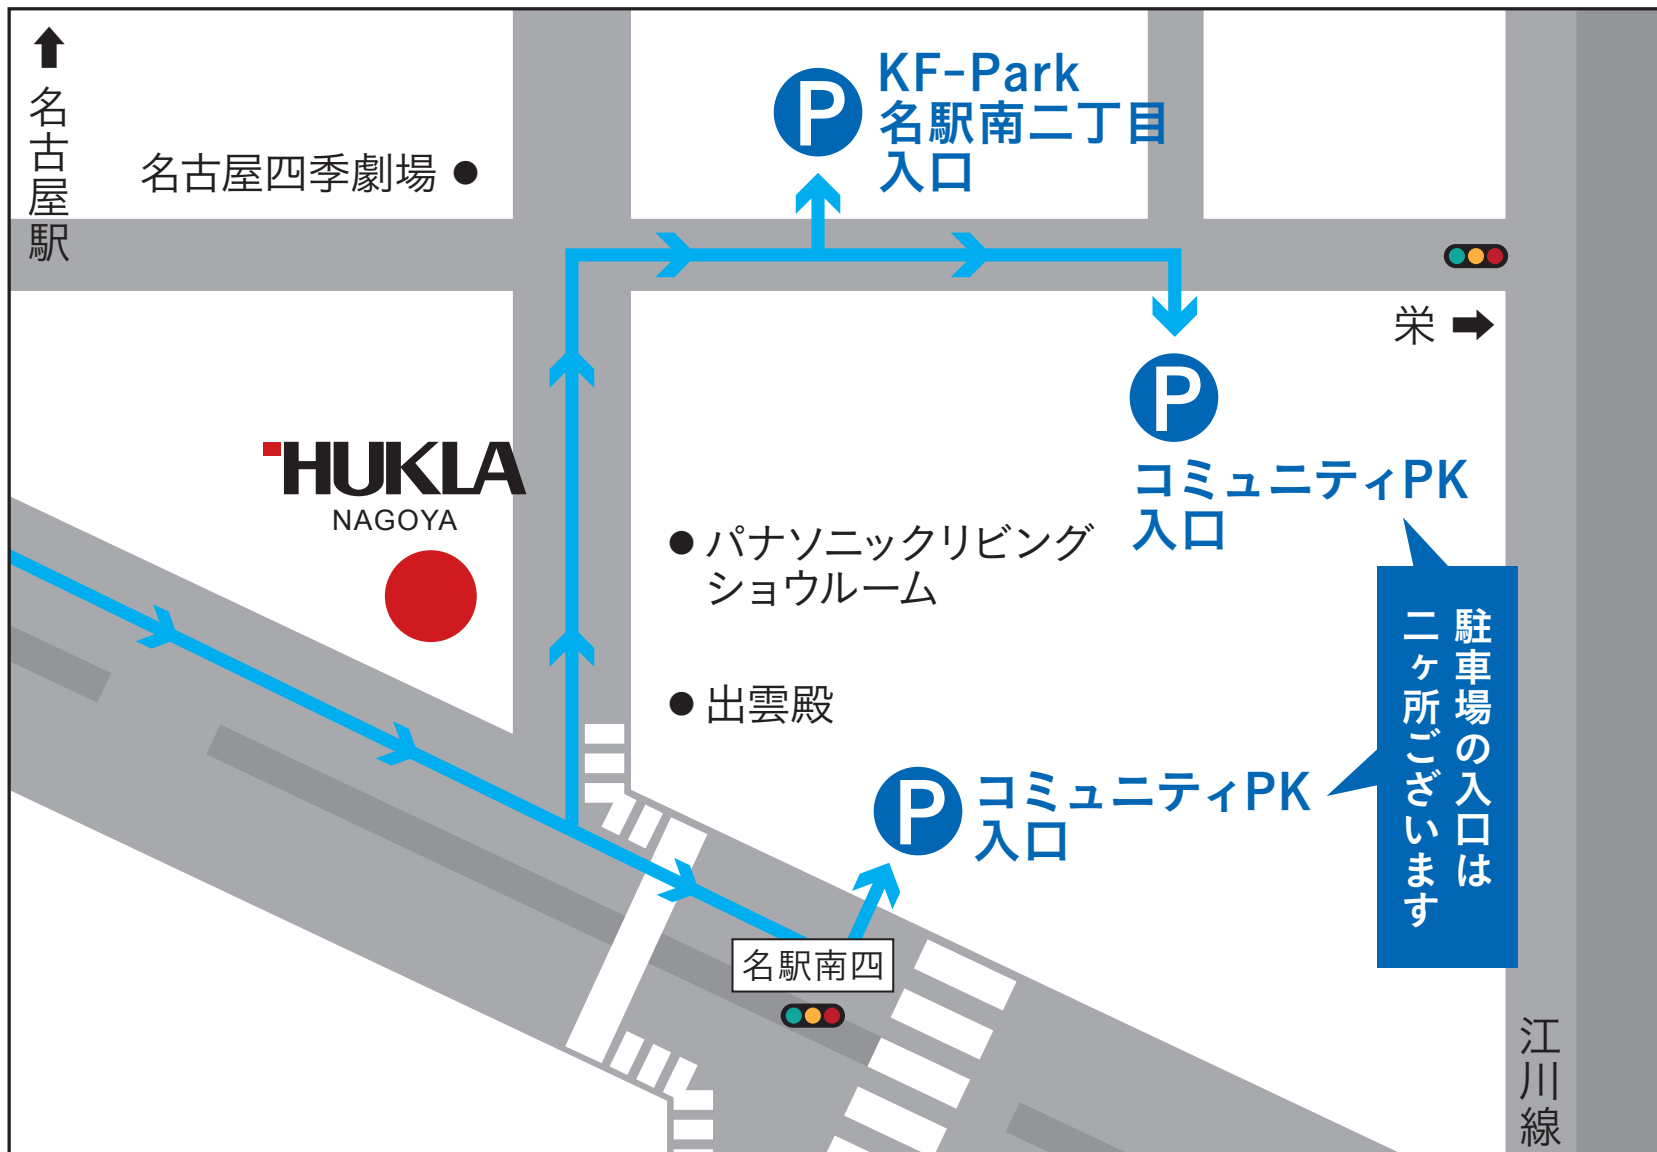 名古屋駅
名古屋四季劇場
P
KF-Park
名駅南二丁目
入口
栄
P
コミュニティPK
入口
HUKLA
NAGOYA
パナソニックリビング
ショウルーム
駐車場の入口は
二ヶ所ございます
出雲殿
P
コミュニティPK
入口
名駅南四
江川線